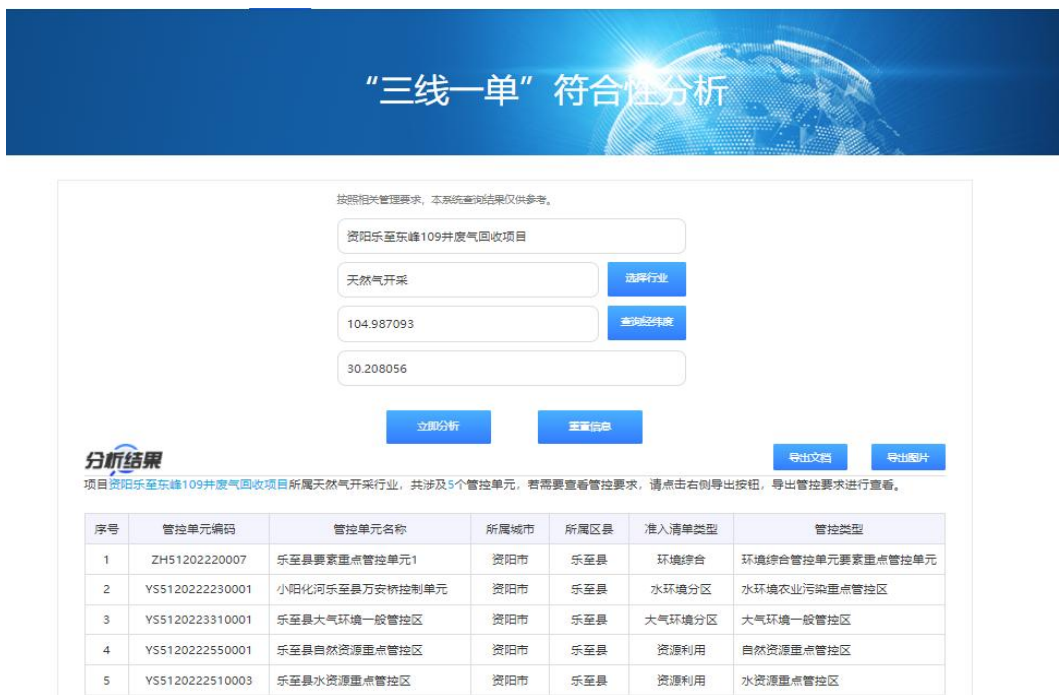 “三线一单”符合性分析
按照相关管理要求，本系统查询结果仅供参考。
资阳乐至东峰109井废气回收项目
天然气开采 选择行业
104.987093 查询经纬度
30.208056
立即分析 重置信息
分析结果 导出文档 导出图片
项目资阳乐至东峰109井废气回收项目所属天然气开采行业，共涉及5个管控单元，若需要查看管控要求，请点击右侧导出按钮，导出管控要求进行查看。
序号 管控单元编码 管控单元名称 所属城市 所属区县 准入清单类型 管控类型
1 ZH51202220007 乐至县要素重点管控单元1 资阳市 乐至县 环境综合 环境综合管控单元要素重点管控单元
2 YS5120222230001 小阳化河乐至县万安桥控制单元 资阳市 乐至县 水环境分区 水环境农业污染重点管控区
3 YS5120223310001 乐至县大气环境一般管控区 资阳市 乐至县 大气环境分区 大气环境一般管控区
4 YS5120222550001 乐至县自然资源重点管控区 资阳市 乐至县 资源利用 自然资源重点管控区
5 YS5120222510003 乐至县水资源重点管控区 资阳市 乐至县 资源利用 水资源重点管控区